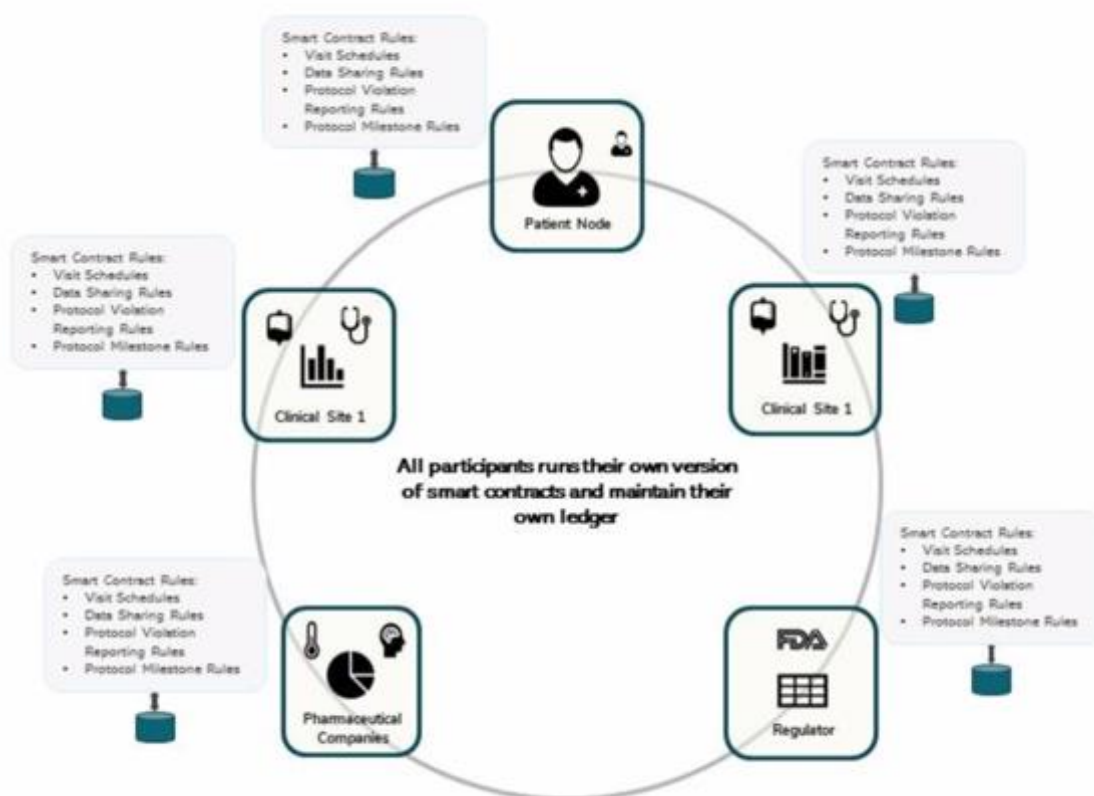 Smart Contract Rules:
• Visit Schedules
• Data Sharing Rules
• Protocol Violation
Reporting Rules
• Protocol Milestone Rules
Patient Node
Smart Contract Rules:
• Visit Schedules
• Data Sharing Rules
• Protocol Violation
Reporting Rules
• Protocol Milestone Rules
Smart Contract Rules:
• Visit Schedules
• Data Sharing Rules
• Protocol Violation
Reporting Rules
• Protocol Milestone Rules
Clinical Site 1
Clinical Site 1
All participants runs their own version
of smart contracts and maintain their
own ledger
Smart Contract Rules:
• Visit Schedules
• Data Sharing Rules
• Protocol Violation
Reporting Rules
• Protocol Milestone Rules
Smart Contract Rules:
• Visit Schedules
• Data Sharing Rules
• Protocol Violation
Reporting Rules
• Protocol Milestone Rules
Pharmaceutical
Companies
FDA
Regulator